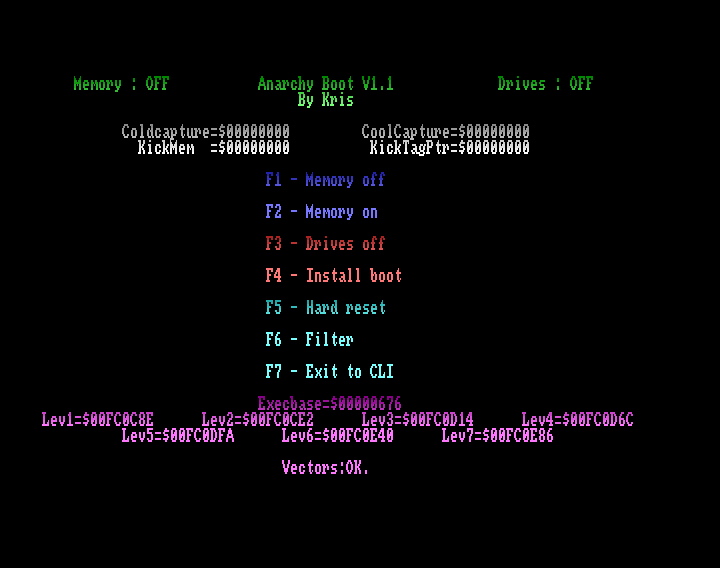 Memory : OFF Anarchy Boot V1.1 Drives : OFF
By Kris
Coldcapture=$00000000 CoolCapture=$00000000
KickMem =$00000000 KickTagPtr=$00000000
F1 - Memory off
F2 - Memory on
F3 - Drives off
F4 - Install boot
F5 - Hard reset
F6 - Filter
F7 - Exit to CLI
Execbase=$00000676
Lev1=$00FC0C8E Lev2=$00FC0CE2 Lev3=$00FC0D14 Lev4=$00FC0D6C
Lev5=$00FC0DFA Lev6=$00FC0E40 Lev7=$00FC0E86
Vectors:OK.